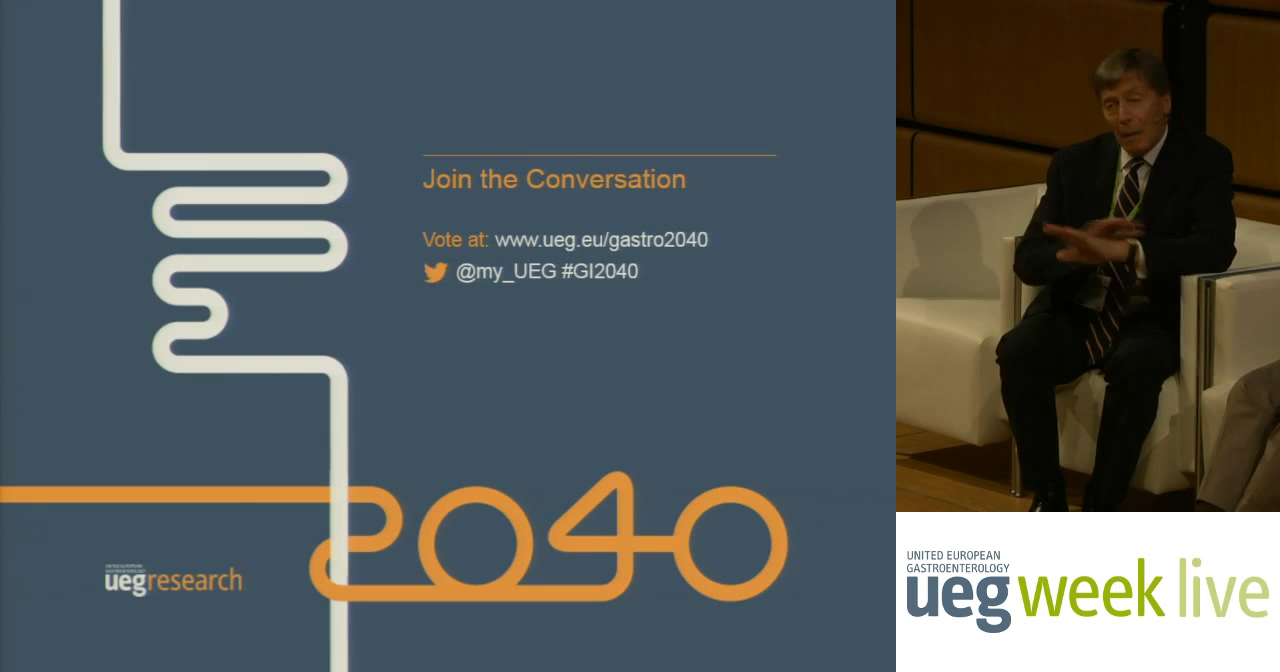 Join the Conversation
Vote at: www.ueg.eu/gastro2040
@my_UEG #GI2040
2040
uegresearch
UNITED EUROPEAN
GASTROENTEROLOGY
ueg week live